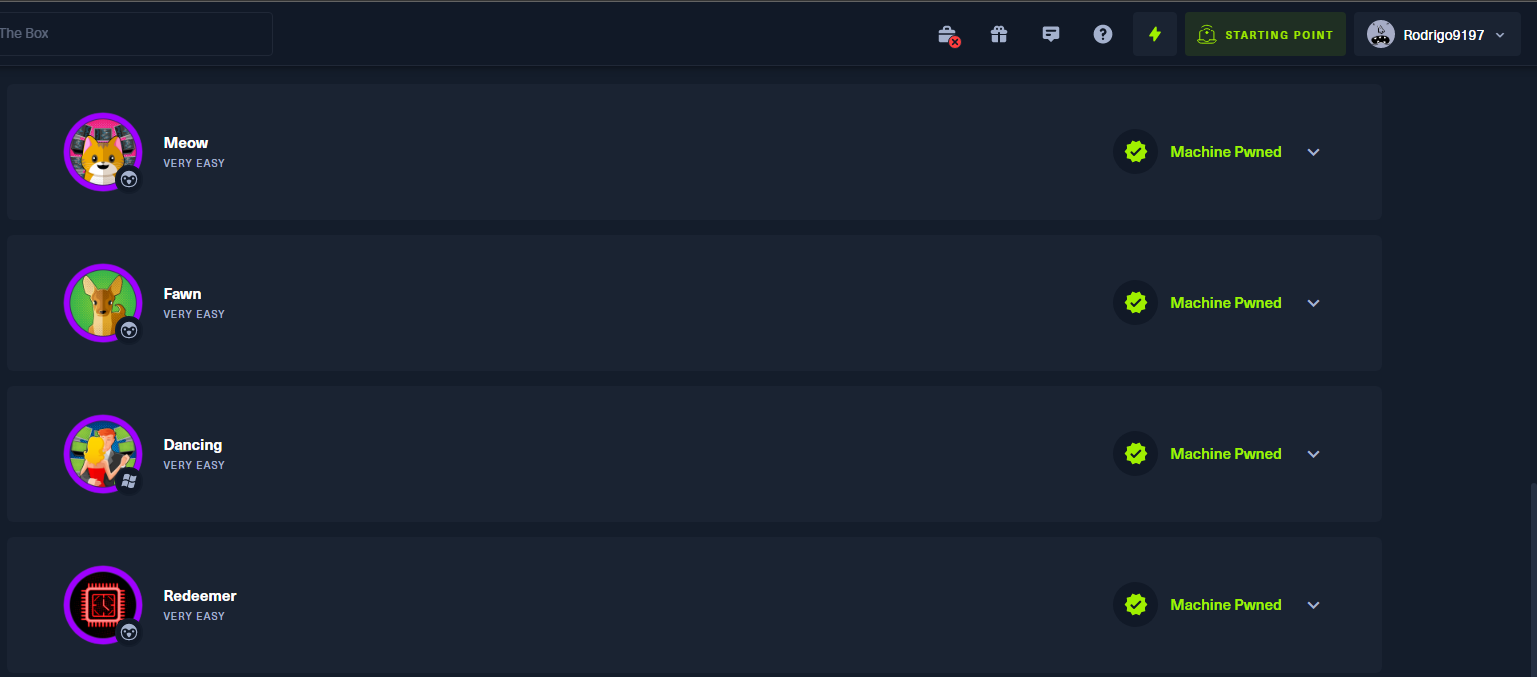 The Box
STARTING POINT
Rodrigo9197
Meow
VERY EASY
Machine Pwned
Fawn
VERY EASY
Machine Pwned
Dancing
VERY EASY
Machine Pwned
Redeemer
VERY EASY
Machine Pwned